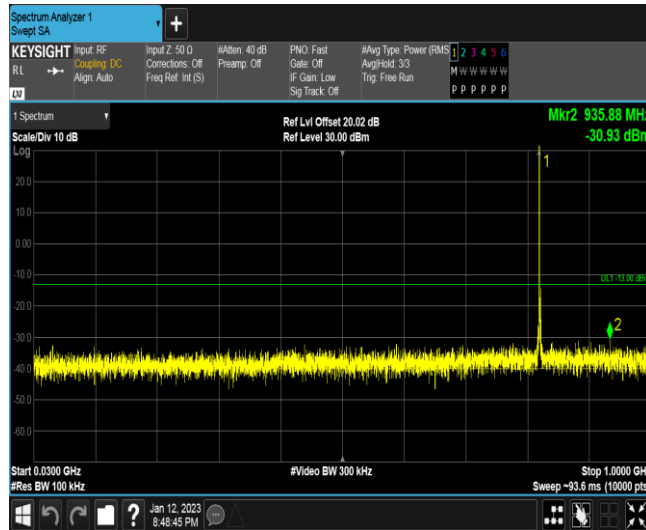 Spectrum Analyzer 1
Swept SA
+
KEYSIGHT Input: RF Input Z: 50 Ω #Atten: 40 dB PNO: Fast #Avg Type: Power (RMS 1 2 3 4 5 6
RL Coupling: DC Corrections: Off Preamp: Off Gate: Off Avg|Hold: 3/3 M W W W W W
Align: Auto Freq Ref: Int (S) IF Gain: Low Trig: Free Run
Sig Track: Off P P P P P P
LXI
1 Spectrum Ref Lvl Offset 20.02 dB Mkr2 935.88 MHz
Scale/Div 10 dB Ref Level 30.00 dBm -30.93 dBm
Log
1
20.0
10.0
0.00
-10.0
DL1 -13.00 dBm
-20.0
2
-30.0
-40.0
-50.0
-60.0
Start 0.0300 GHz #Video BW 300 kHz Stop 1.0000 GH
#Res BW 100 kHz Sweep ~93.6 ms (10000 pts
? Jan 12, 2023
8:48:45 PM